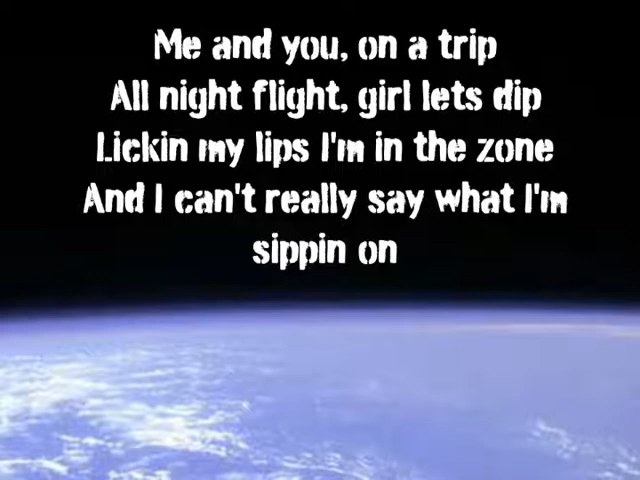 Me and you, on a trip
All night flight, girl lets dip
Lickin my lips I'm in the zone
And I can't really say what I'm
sippin on